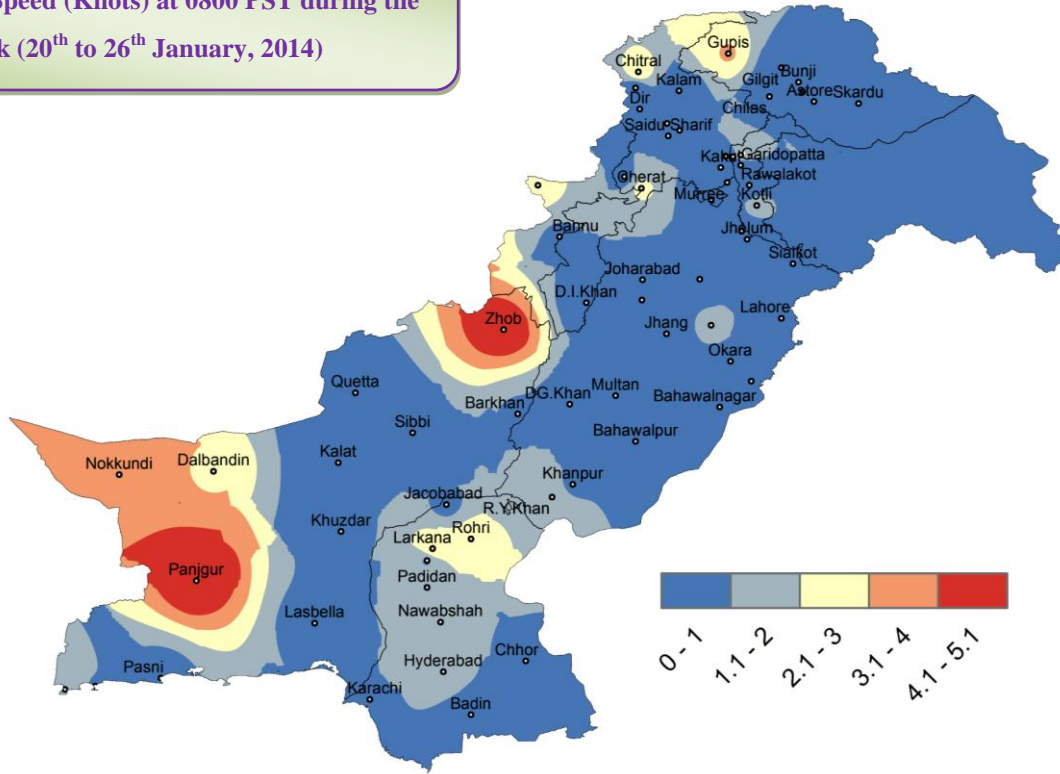 Speed (Knots) at 0800 PST during the
(20th to 26th January, 2014)
Gupis
Chitral
Kalam
Gilgit
Bunji
Astore
Skardu
Dir
Chilas
Saidu Sharif
Garidopatta
Cherat
Rawalakot
Murree
Kotli
Bannu
Jhelum
Sialkot
Joharabad
D.I.Khan
Lahore
Zhob
Jhang
Okara
Quetta
Multan
D.G.Khan
Barkhan
Bahawalnagar
Sibbi
Bahawalpur
Kalat
Nokkundi
Dalbandin
Khanpur
Jacobabad
R.Y.Khan
Khuzdar
Rohri
Larkana
Panjgur
Padidan
Nawabshah
Lasbella
Chhor
Hyderabad
Pasni
Karachi
Badin
0 - 1
1.1 - 2
2.1 - 3
3.1 - 4
4.1 - 5.1